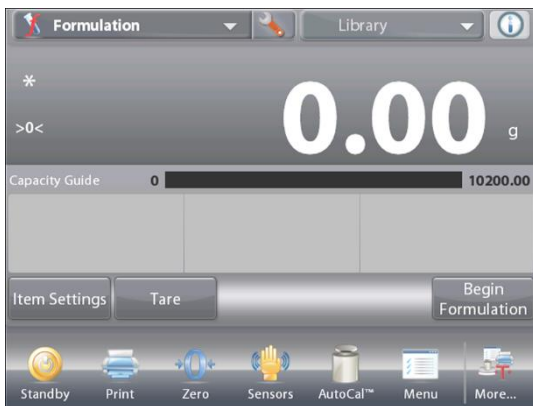 Formulation
Library
*
>0<
0.00 g
Capacity Guide 0 10200.00
Item Settings
Tare
Begin
Formulation
Standby Print Zero Sensors AutoCal™ Menu More...